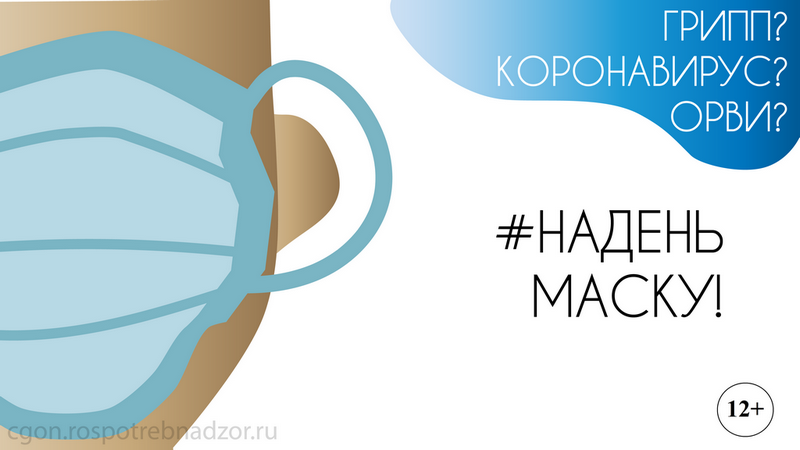 ГРИПП?
КОРОНАВИРУС?
ОРВИ?
#НАДЕНЬ
МАСКУ!
12+
cgon.rospotrebnadzor.ru